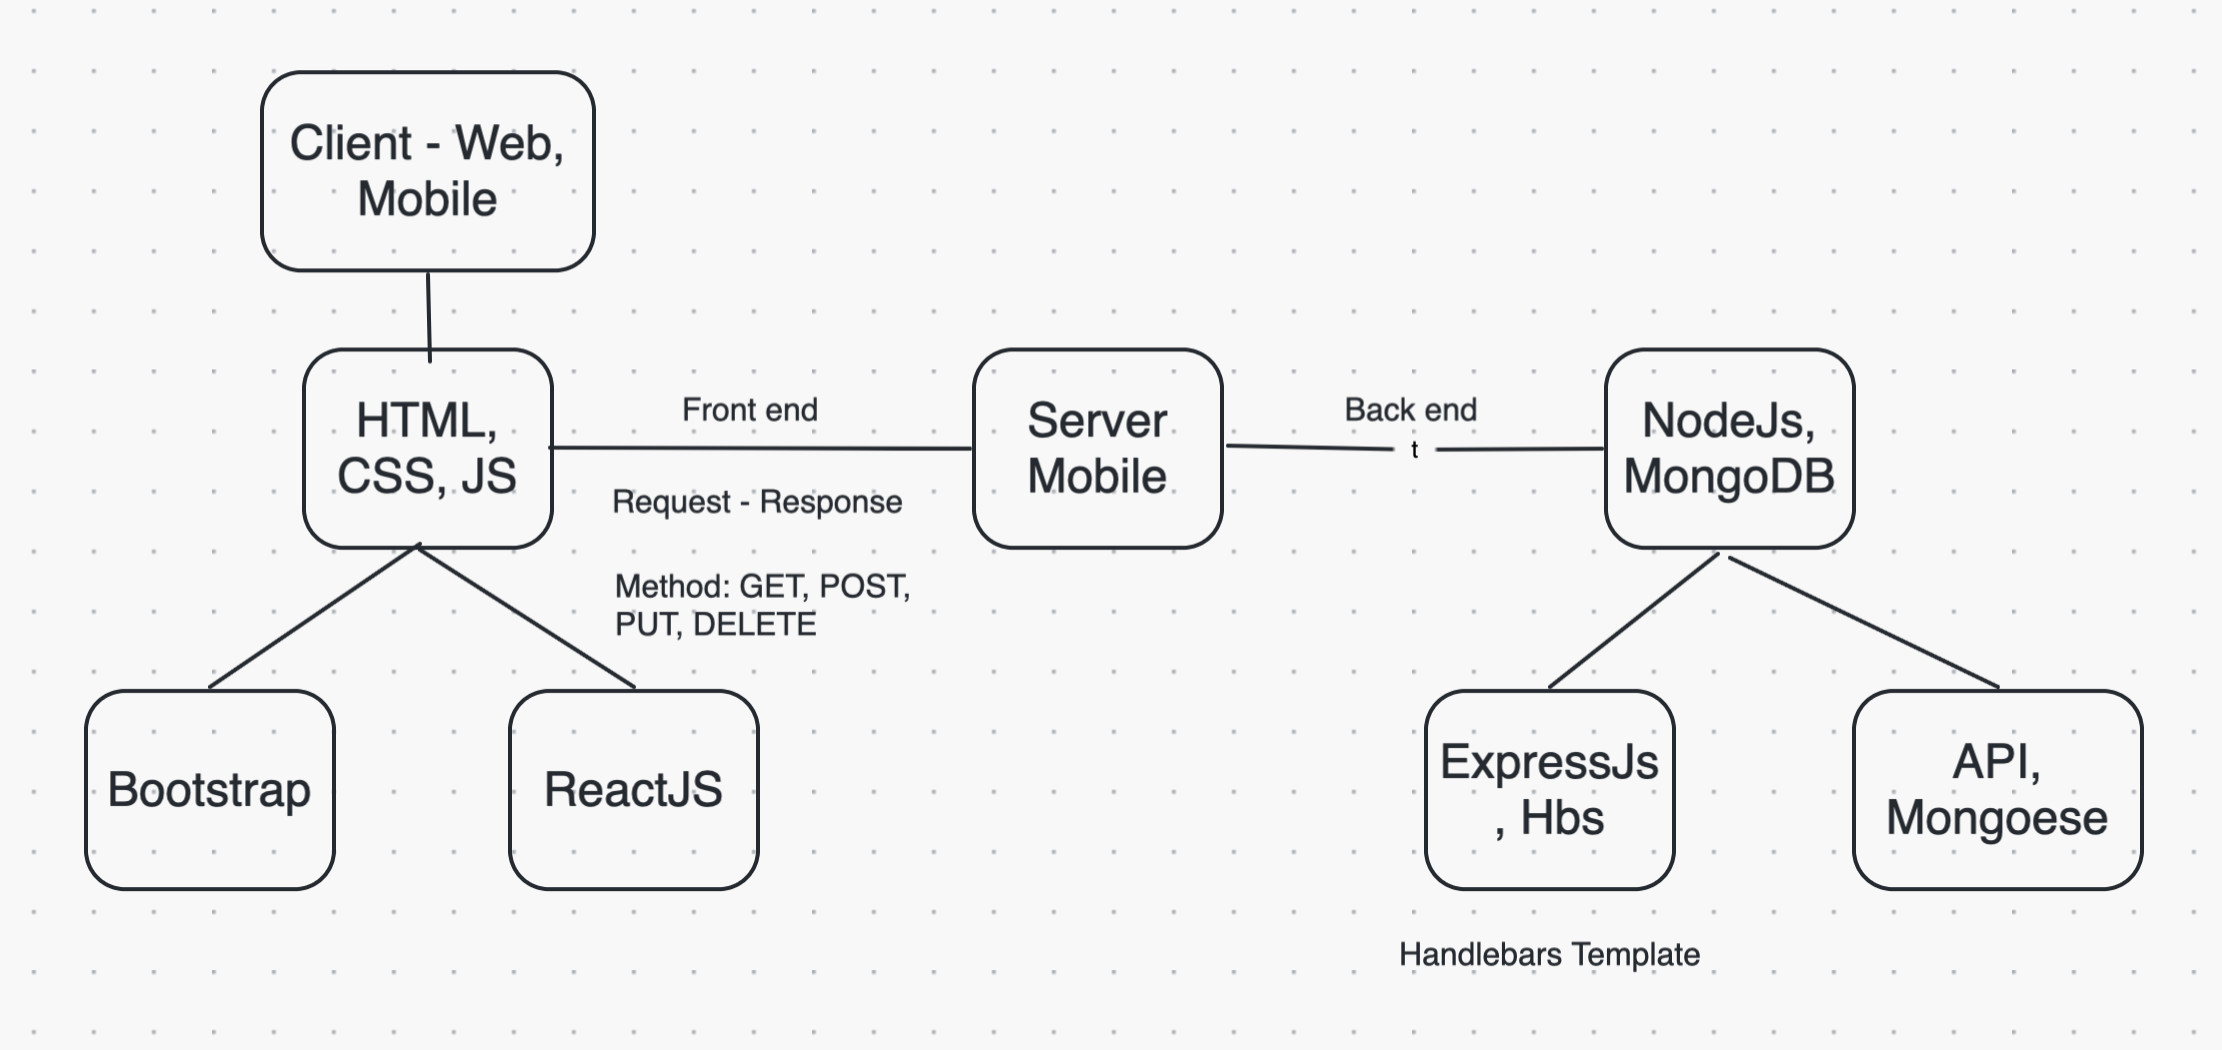 Client - Web,
Mobile
HTML,
CSS, JS
Front end
Request - Response
Method: GET, POST,
PUT, DELETE
Server
Mobile
Back end
t
NodeJs,
MongoDB
Bootstrap
ReactJS
ExpressJs
, Hbs
API,
Mongoese
Handlebars Template